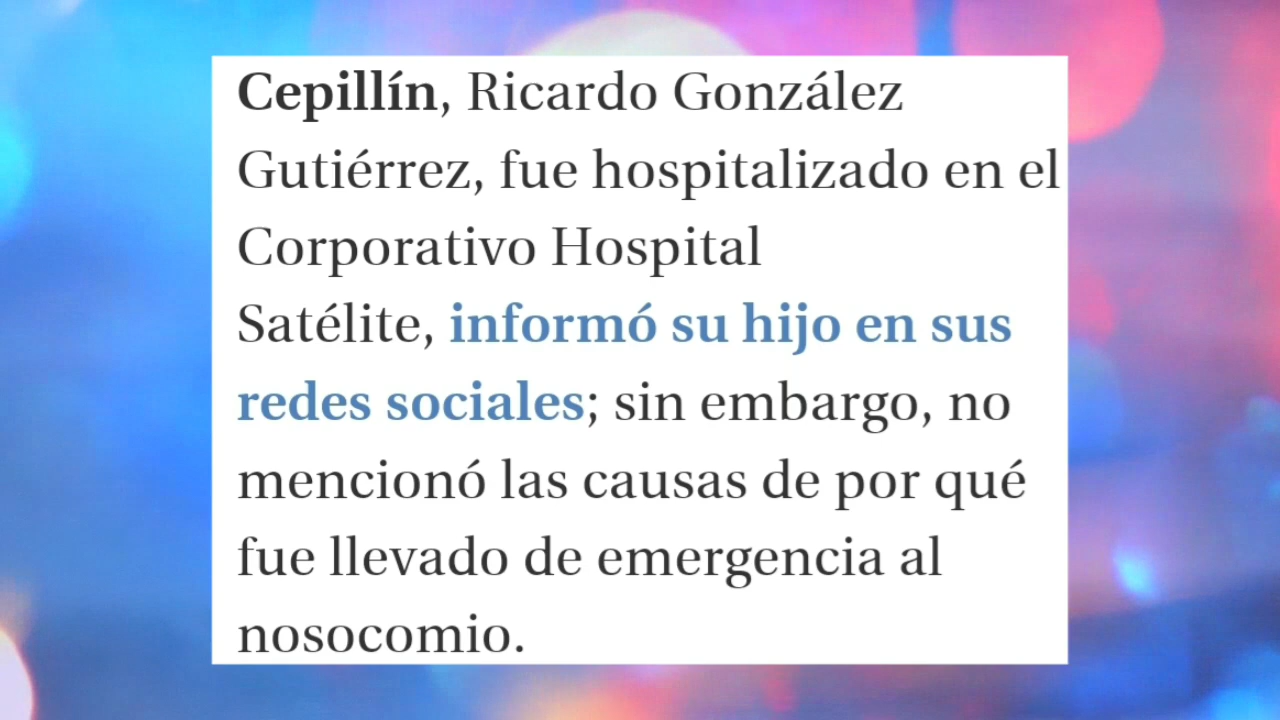 Cepillín, Ricardo González
Gutiérrez, fue hospitalizado en el
Corporativo Hospital
Satélite, informó su hijo en sus
redes sociales; sin embargo, no
mencionó las causas de por qué
fue llevado de emergencia al
nosocomio.